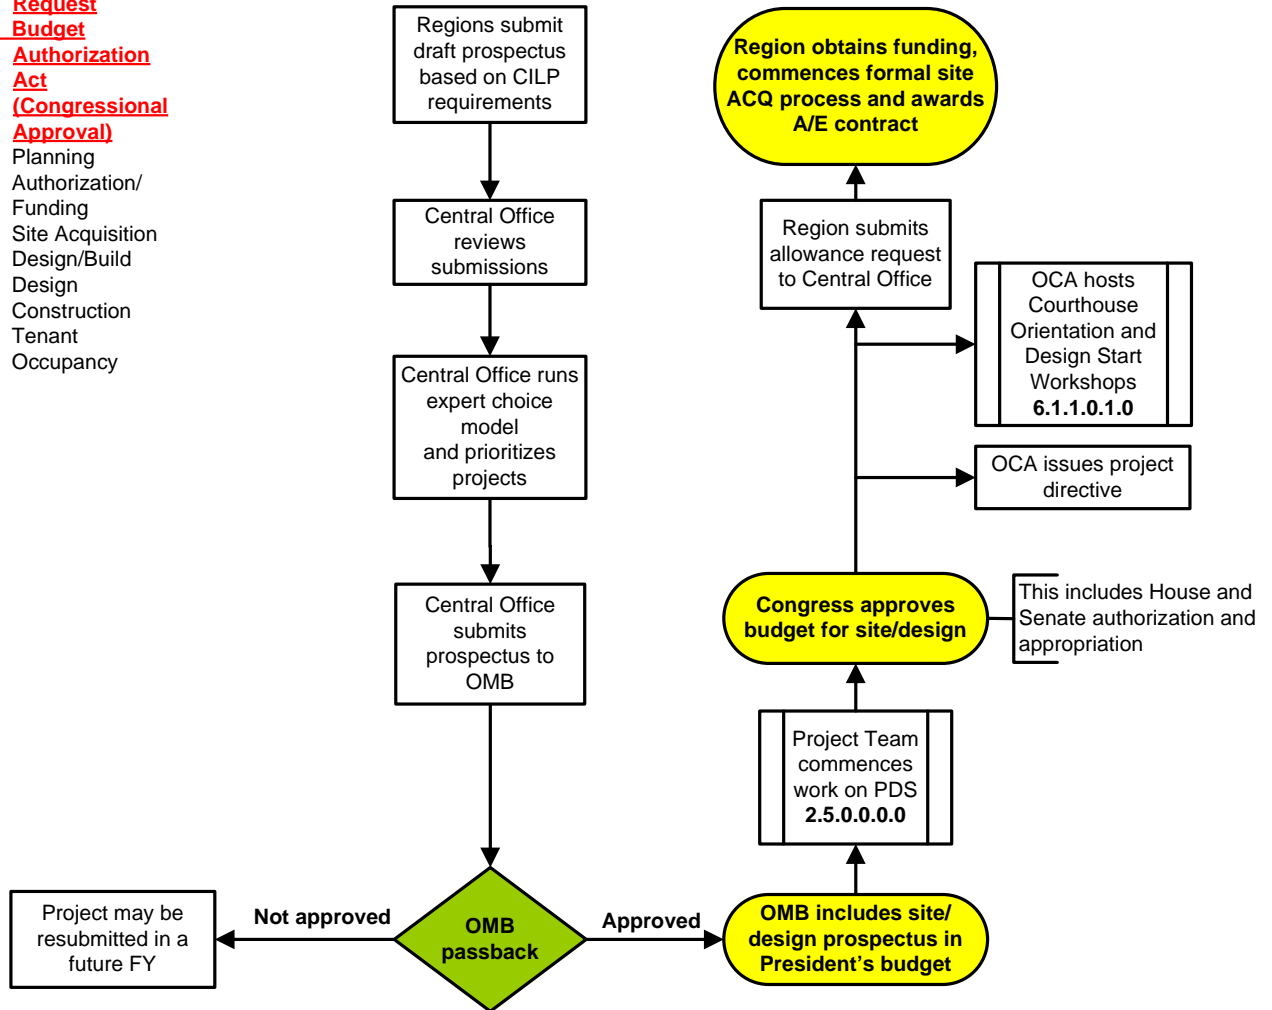 Request
Budget
Authorization
Act
(Congressional
Approval)
Planning
Authorization/
Funding
Site Acquisition
Design/Build
Design
Construction
Tenant
Occupancy
Regions submit
draft prospectus
based on CILP
requirements
Central Office
reviews
submissions
Central Office runs
expert choice
model
and prioritizes
projects
Central Office
submits
prospectus to
OMB
OMB
passback
Not approved
Project may be
resubmitted in a
future FY
Approved
OMB includes site/
design prospectus in
President's budget
Project Team
commences
work on PDS
2.5.0.0.0.0
Congress approves
budget for site/design
This includes House and
Senate authorization and
appropriation
OCA issues project
directive
OCA hosts
Courthouse
Orientation and
Design Start
Workshops
6.1.1.0.1.0
Region submits
allowance request
to Central Office
Region obtains funding,
commences formal site
ACQ process and awards
A/E contract